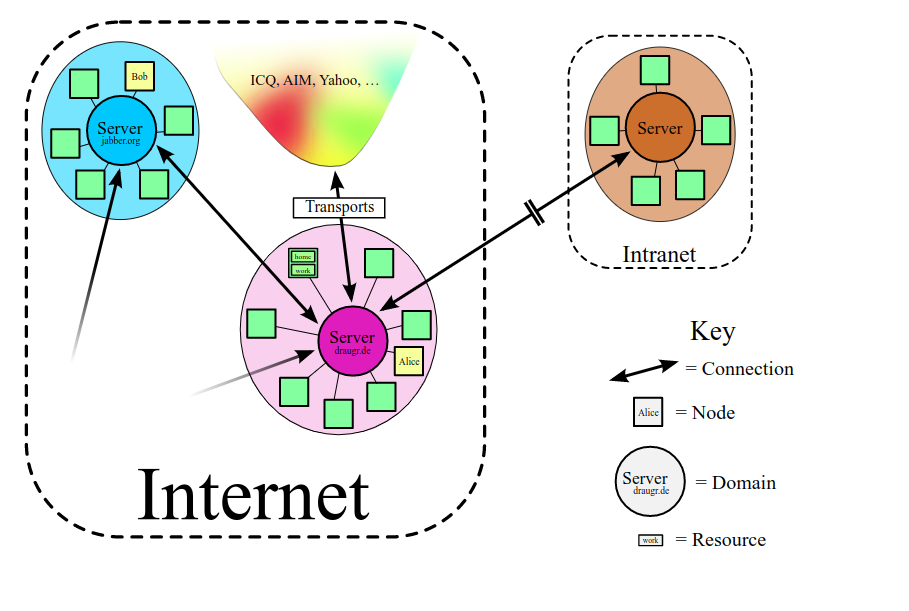 Bob
Server
jabber.org
ICQ, AIM, Yahoo, …
Transports
home
work
Server
draugr.de
Alice
Internet
Server
Intranet
Key
= Connection
Alice
= Node
Server
draugr.de
= Domain
work
= Resource